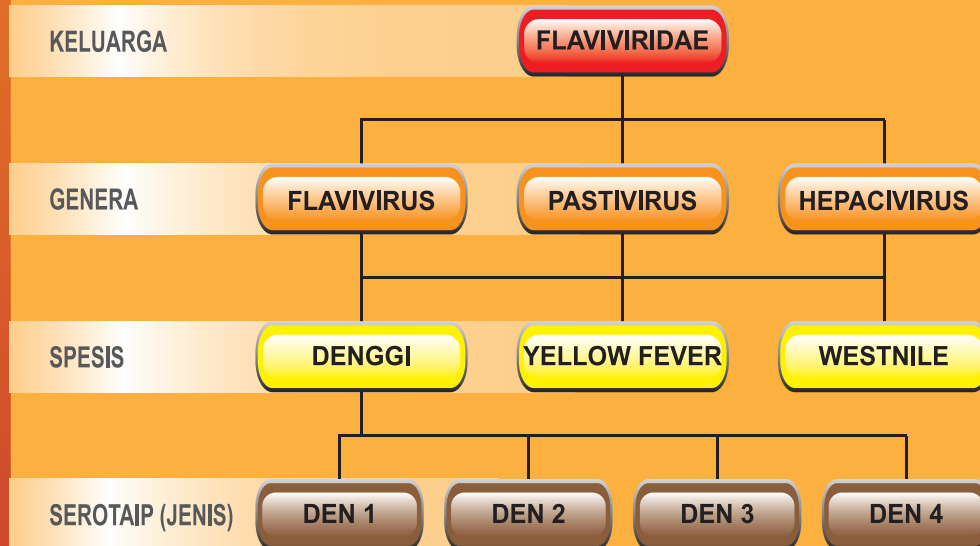 KELUARGA
FLAVIVIRIDAE
GENERA
FLAVIVIRUS
PASTIVIRUS
HEPACIVIRUS
SPESIS
DENGGI
YELLOW FEVER
WESTNILE
SEROTAIP (JENIS)
DEN 1
DEN 2
DEN 3
DEN 4